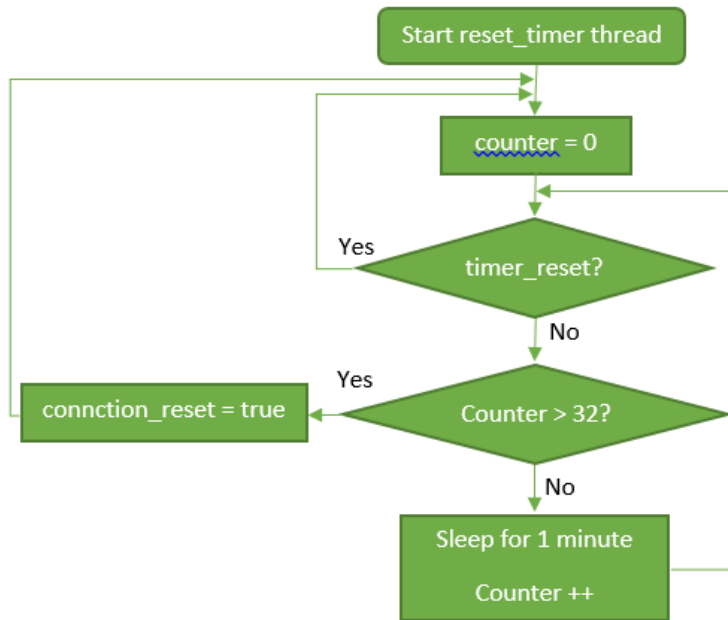 Start reset_timer thread
counter = 0
Yes
timer_reset?
No
Yes
connction_reset = true
Counter > 32?
No
Sleep for 1 minute
Counter ++